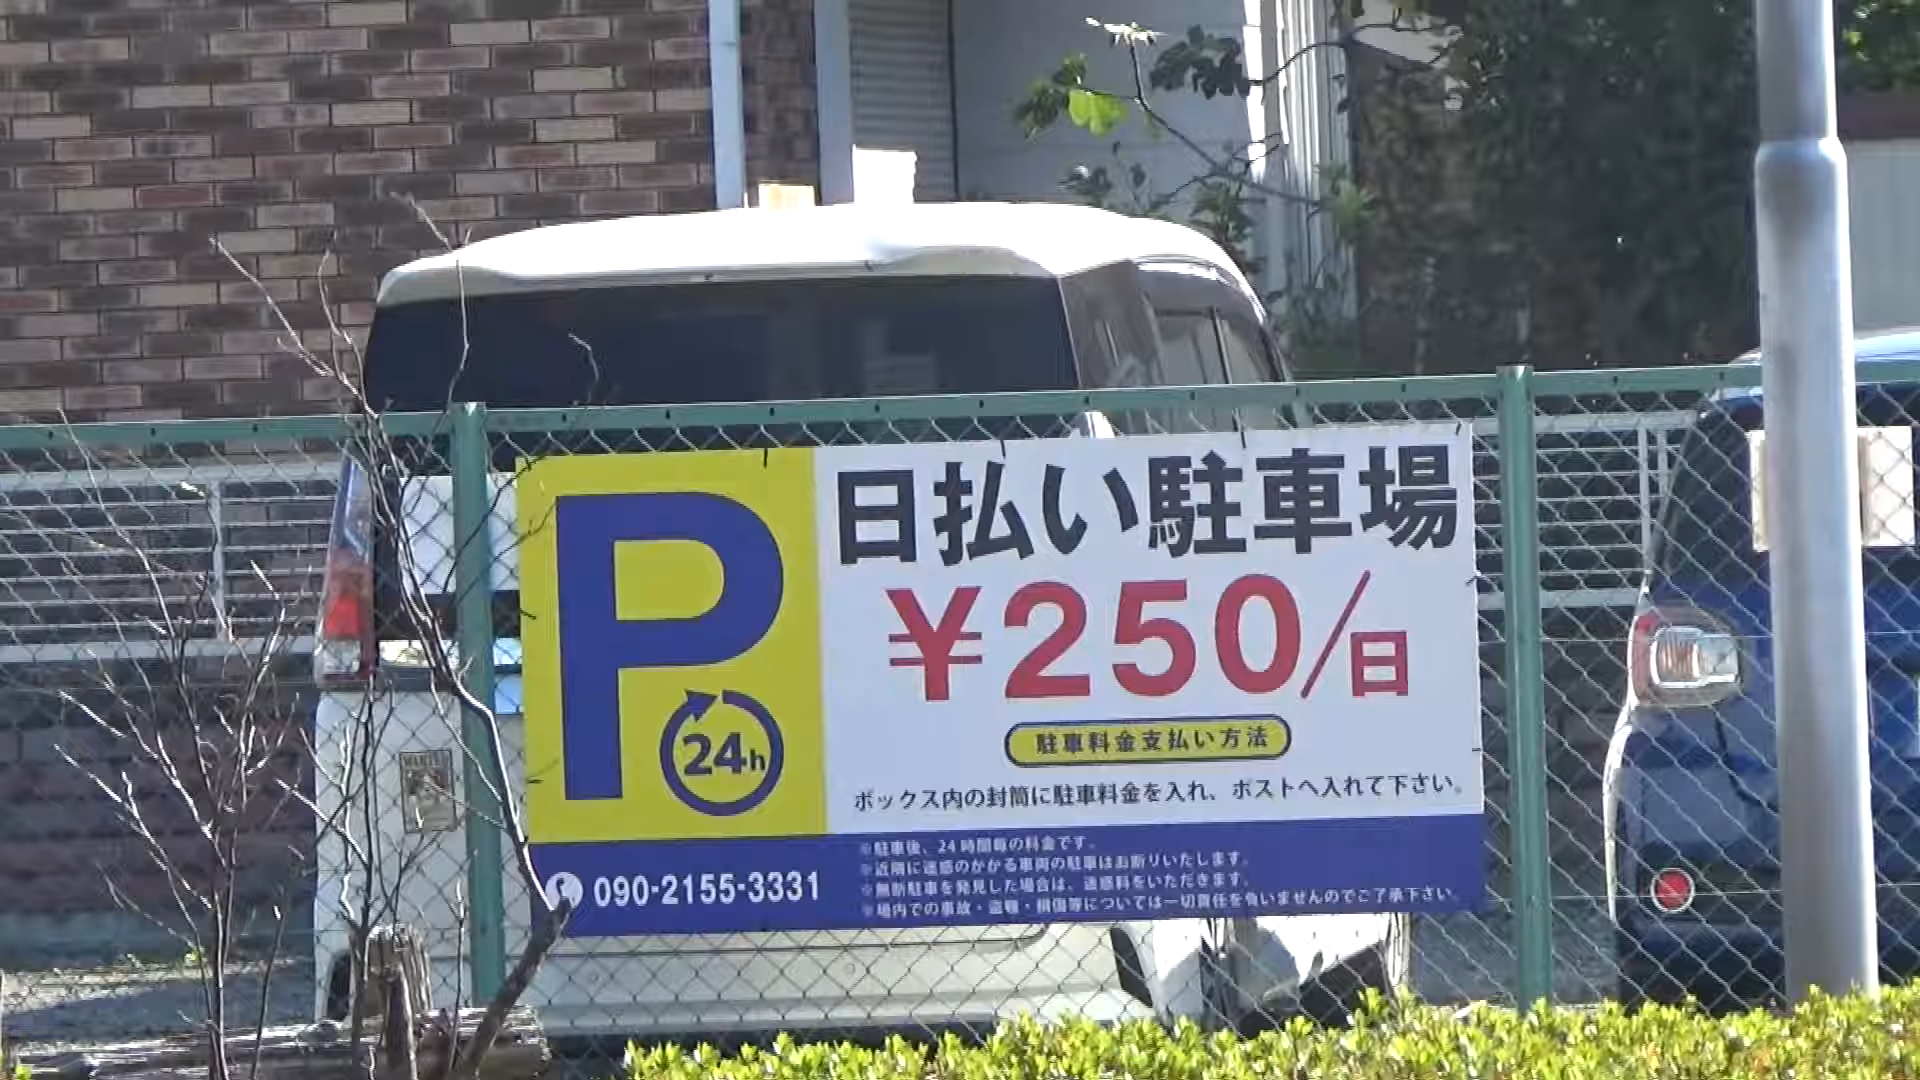 P
24h
日払い駐車場
¥250/日
駐車料金支払い方法
ボックス内の封筒に駐車料金を入れ、ポストへ入れて下さい。
090-2155-3331
※駐車後、24時間毎の料金です。
※近隣に迷惑のかかる車両の駐車はお断りいたします。
※無断駐車を発見した場合は、迷惑料をいただきます。
※場内での事故・盗難・損傷等については一切責任を負いませんのでご了承下さい。
WANTED